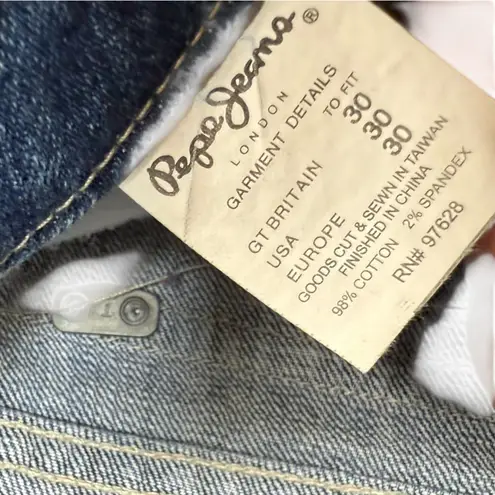 Pepe Jeans ®
LONDON
GARMENT DETAILS
TO FIT
GT BRITAIN 30
USA 30
EUROPE 30
GOODS CUT & SEWN IN TAIWAN
FINISHED IN CHINA
98% COTTON 2% SPANDEX
RN# 97628